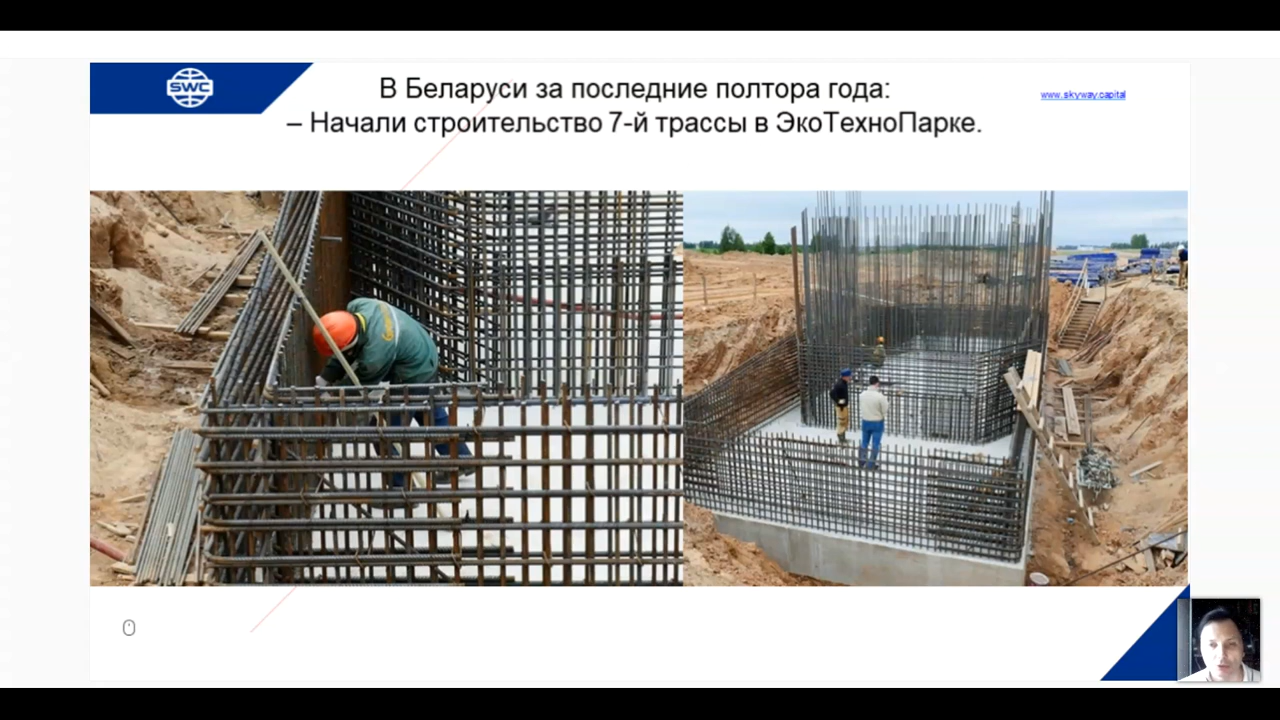 SWC
В Беларуси за последние полтора года:
www.skyway.capital
– Начали строительство 7-й трассы в ЭкоТехноПарке.